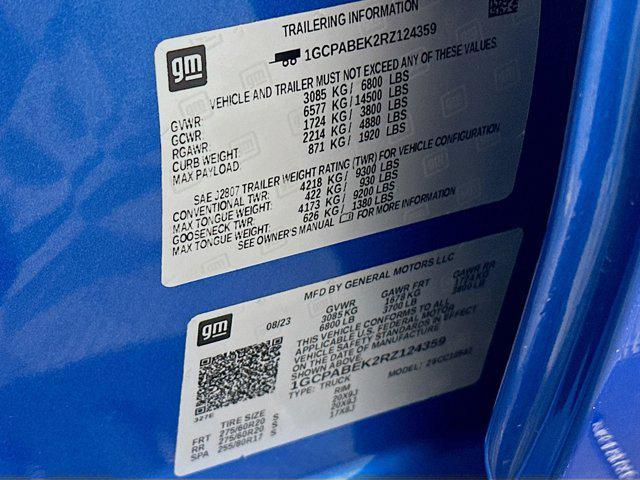 TRAILERING INFORMATION
gm
1GCPABEK2RZ124359
VEHICLE AND TRAILER MUST NOT EXCEED ANY OF THESE VALUES
GVWR: 3085 KG/ 6800 LBS
GCWR: 6577 KG/14500 LBS
RGAWR: 1724 KG/ 3800 LBS
CURB WEIGHT: 2214 KG/ 4880 LBS
MAX PAYLOAD: 871 KG/ 1920 LBS
SAE J2807 TRAILER WEIGHT RATING (TWR) FOR VEHICLE CONFIGURATION
CONVENTIONAL TWR: 4218 KG/ 9300 LBS
MAX TONGUE WEIGHT: 422 KG/ 930 LBS
GOOSENECK TWR: 4173 KG/ 9200 LBS
MAX TONGUE WEIGHT: 626 KG/ 1380 LBS
SEE OWNER'S MANUAL FOR MORE INFORMATION
gm
MFD BY GENERAL MOTORS LLC
08/23 GVWR GAWR FRT GAWR RR
3085 KG 1678 KG 1724 KG
6800 LB 3700 LB 3800 LB
THIS VEHICLE CONFORMS TO ALL
APPLICABLE U.S. FEDERAL MOTOR
VEHICLE SAFETY STANDARDS IN EFFECT
ON THE DATE OF MANUFACTURE
SHOWN ABOVE.
1GCPABEK2RZ124359
TYPE: TRUCK MODEL:
327E
TIRE SIZE RIM
FRT 275/60R20 S 20X9J
RR 275/60R20 S 20X9J
SPA 255/80R17 S 17X8J